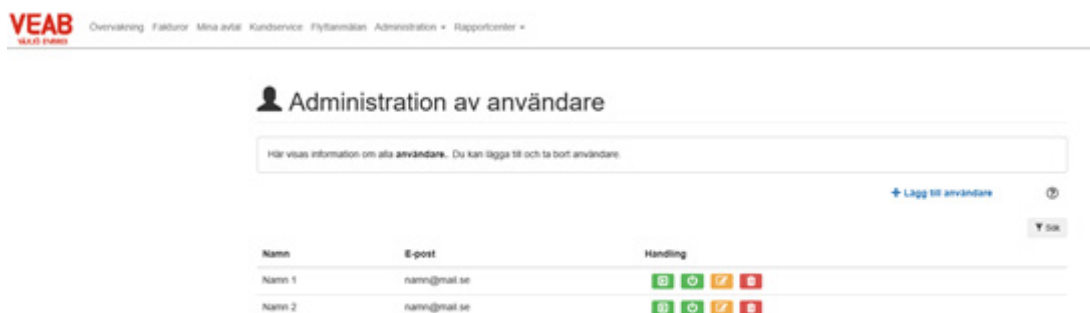 VEAB
VÄXJÖ ENERGI
Övervakning Fakturor Mina avtal Kundservice Flyttanmälan Administration Rapportcenter
Administration av användare
Här visas information om alla användare. Du kan lägga till och ta bort användare.
+ Lägg till användare ?
Sök
Namn E-post Handling
Namn 1 namn@mail.se
Namn 2 namn@mail.se